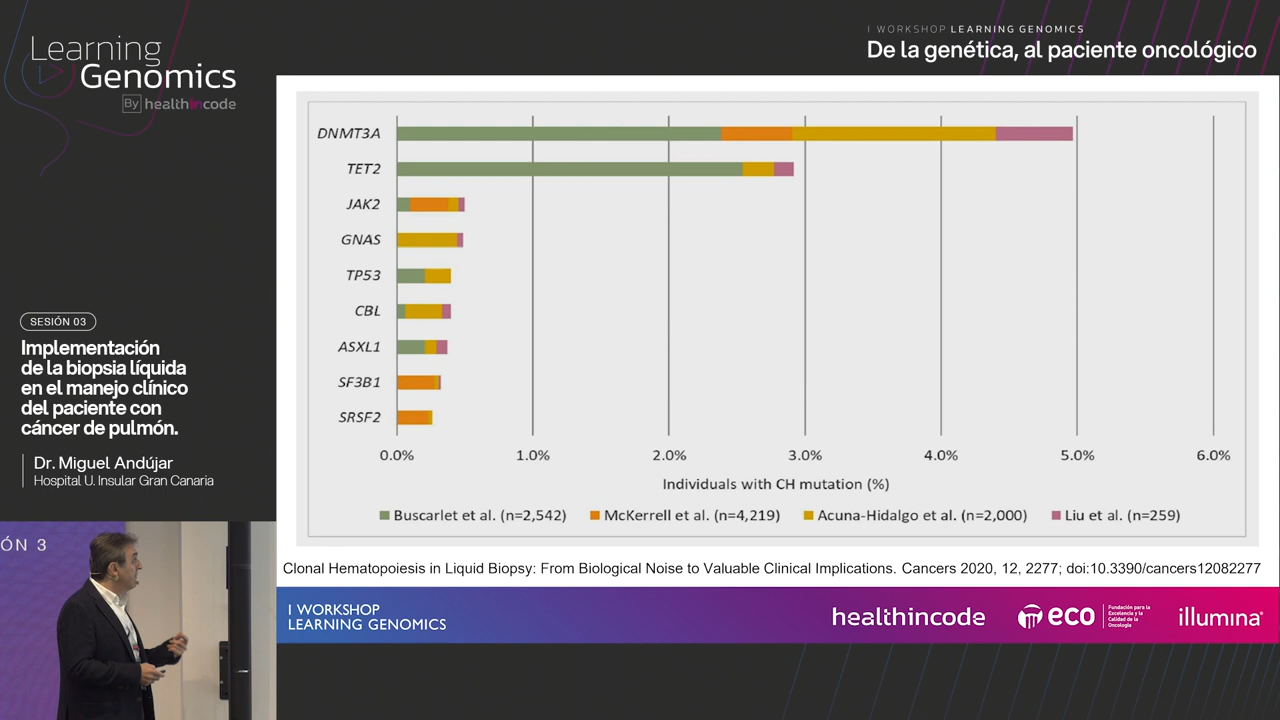 Learning
Genomics
By healthincode
I WORKSHOP LEARNING GENOMICS
De la genética, al paciente oncológico
DNMT3A
TET2
JAK2
GNAS
TP53
CBL
ASXL1
SF3B1
SRSF2
0.0% 1.0% 2.0% 3.0% 4.0% 5.0% 6.0%
Individuals with CH mutation (%)
Buscarlet et al. (n=2,542) McKerrell et al. (n=4,219) Acuna-Hidalgo et al. (n=2,000) Liu et al. (n=259)
Clonal Hematopoiesis in Liquid Biopsy: From Biological Noise to Valuable Clinical Implications. Cancers 2020, 12, 2277; doi:10.3390/cancers12082277
SESIÓN 03
Implementación
de la biopsia líquida
en el manejo clínico
del paciente con
cáncer de pulmón.
Dr. Miguel Andújar
Hospital U. Insular Gran Canaria
ÓN 3
I WORKSHOP
LEARNING GENOMICS
healthincode
eco
Fundación para la
Excelencia y la
Calidad de la
Oncología
illumina®